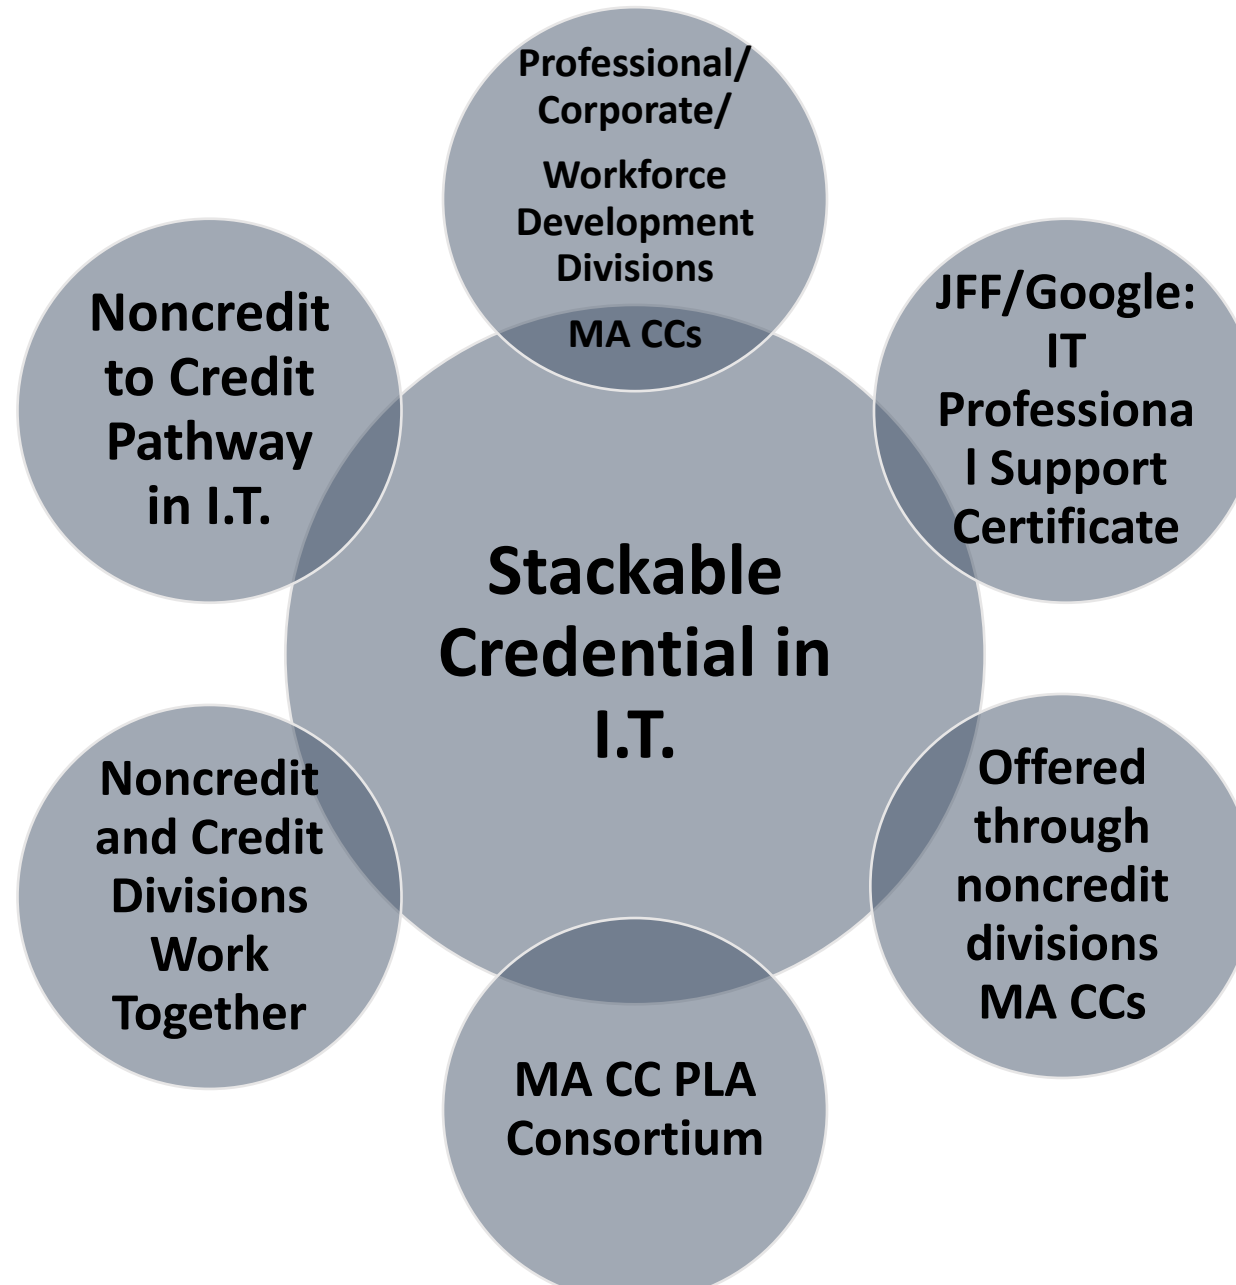 Professional/
Corporate/
Workforce
Development
Divisions
MA CCs
JFF/Google:
IT
Professiona
l Support
Certificate
Offered
through
noncredit
divisions
MA CCs
MA CC PLA
Consortium
Noncredit
and Credit
Divisions
Work
Together
Noncredit
to Credit
Pathway
in I.T.
Stackable
Credential in
I.T.